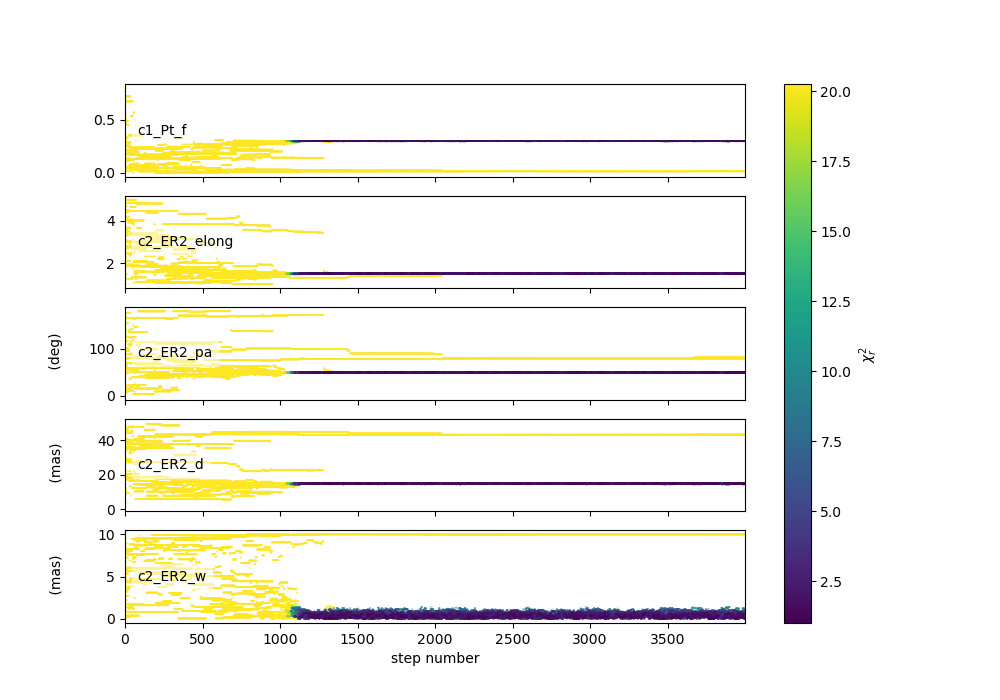 0.5
0.0
c1_Pt_f
4
2
c2_ER2_elong
(deg)
100
0
c2_ER2_pa
(mas)
40
20
0
c2_ER2_d
(mas)
10
5
0
c2_ER2_w
0 500 1000 1500 2000 2500 3000 3500
step number
20.0
17.5
15.0
12.5
10.0
7.5
5.0
2.5
χ²ᵣ